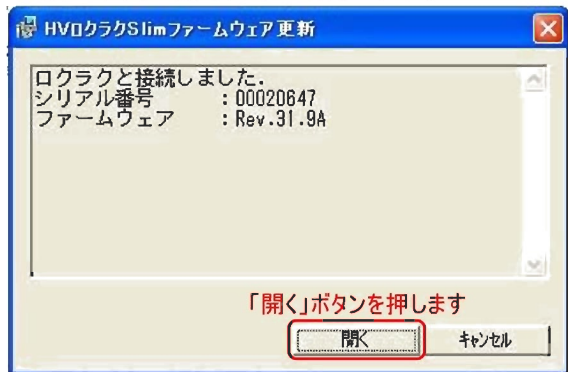 HVロクラクSlimファームウェア更新
ロクラクと接続しました.
シリアル番号 :00020647
ファームウェア :Rev.31.9A
「開く」ボタンを押します
開く キャンセル